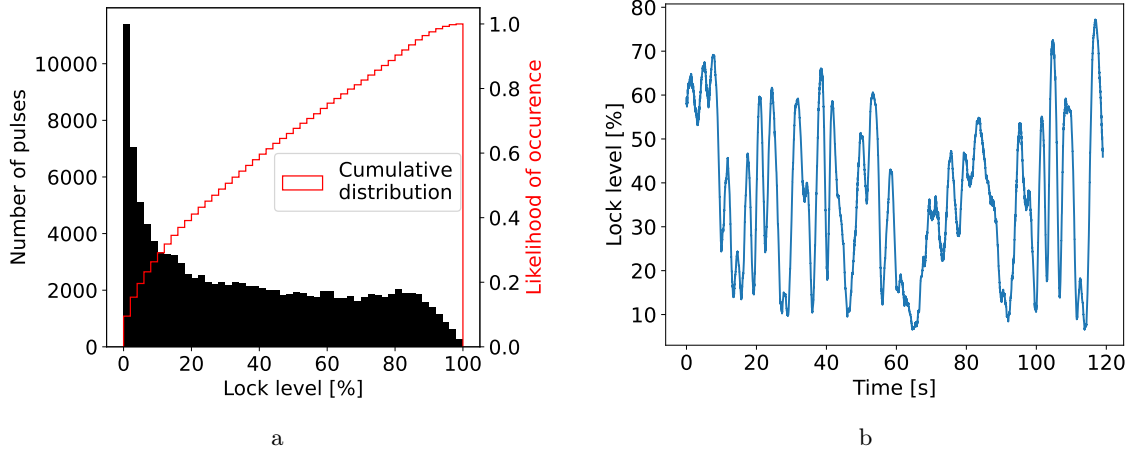 10000
8000
6000
4000
2000
0
Number of pulses
0 20 40 60 80 100
Lock level [%]
1.0
0.8
0.6
0.4
0.2
0.0
Likelihood of occurence
Cumulative
distribution
a
80
70
60
50
40
30
20
10
Lock level [%]
0 20 40 60 80 100 120
Time [s]
b